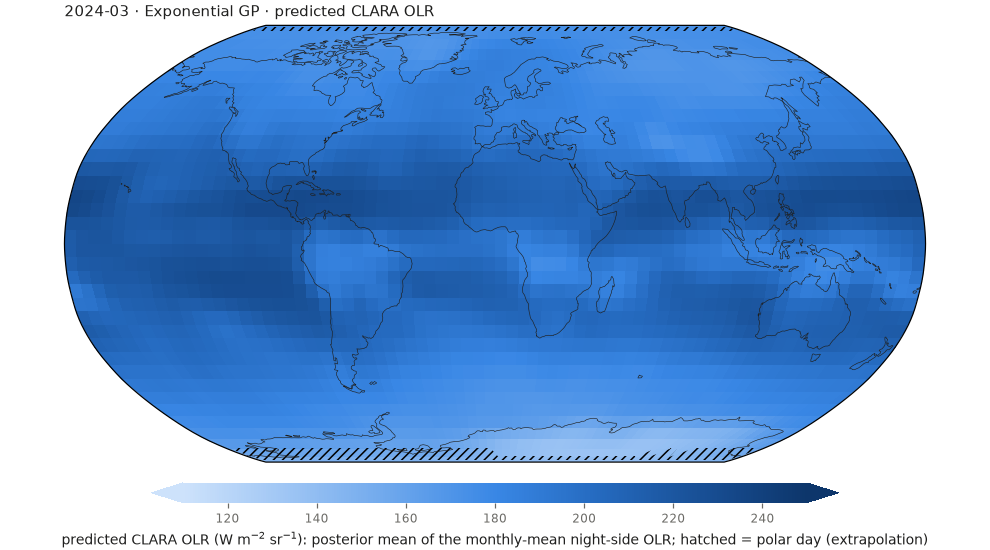 2024-03 · Exponential GP · predicted CLARA OLR
120 140 160 180 200 220 240
predicted CLARA OLR (W m⁻² sr⁻¹): posterior mean of the monthly-mean night-side OLR; hatched = polar day (extrapolation)